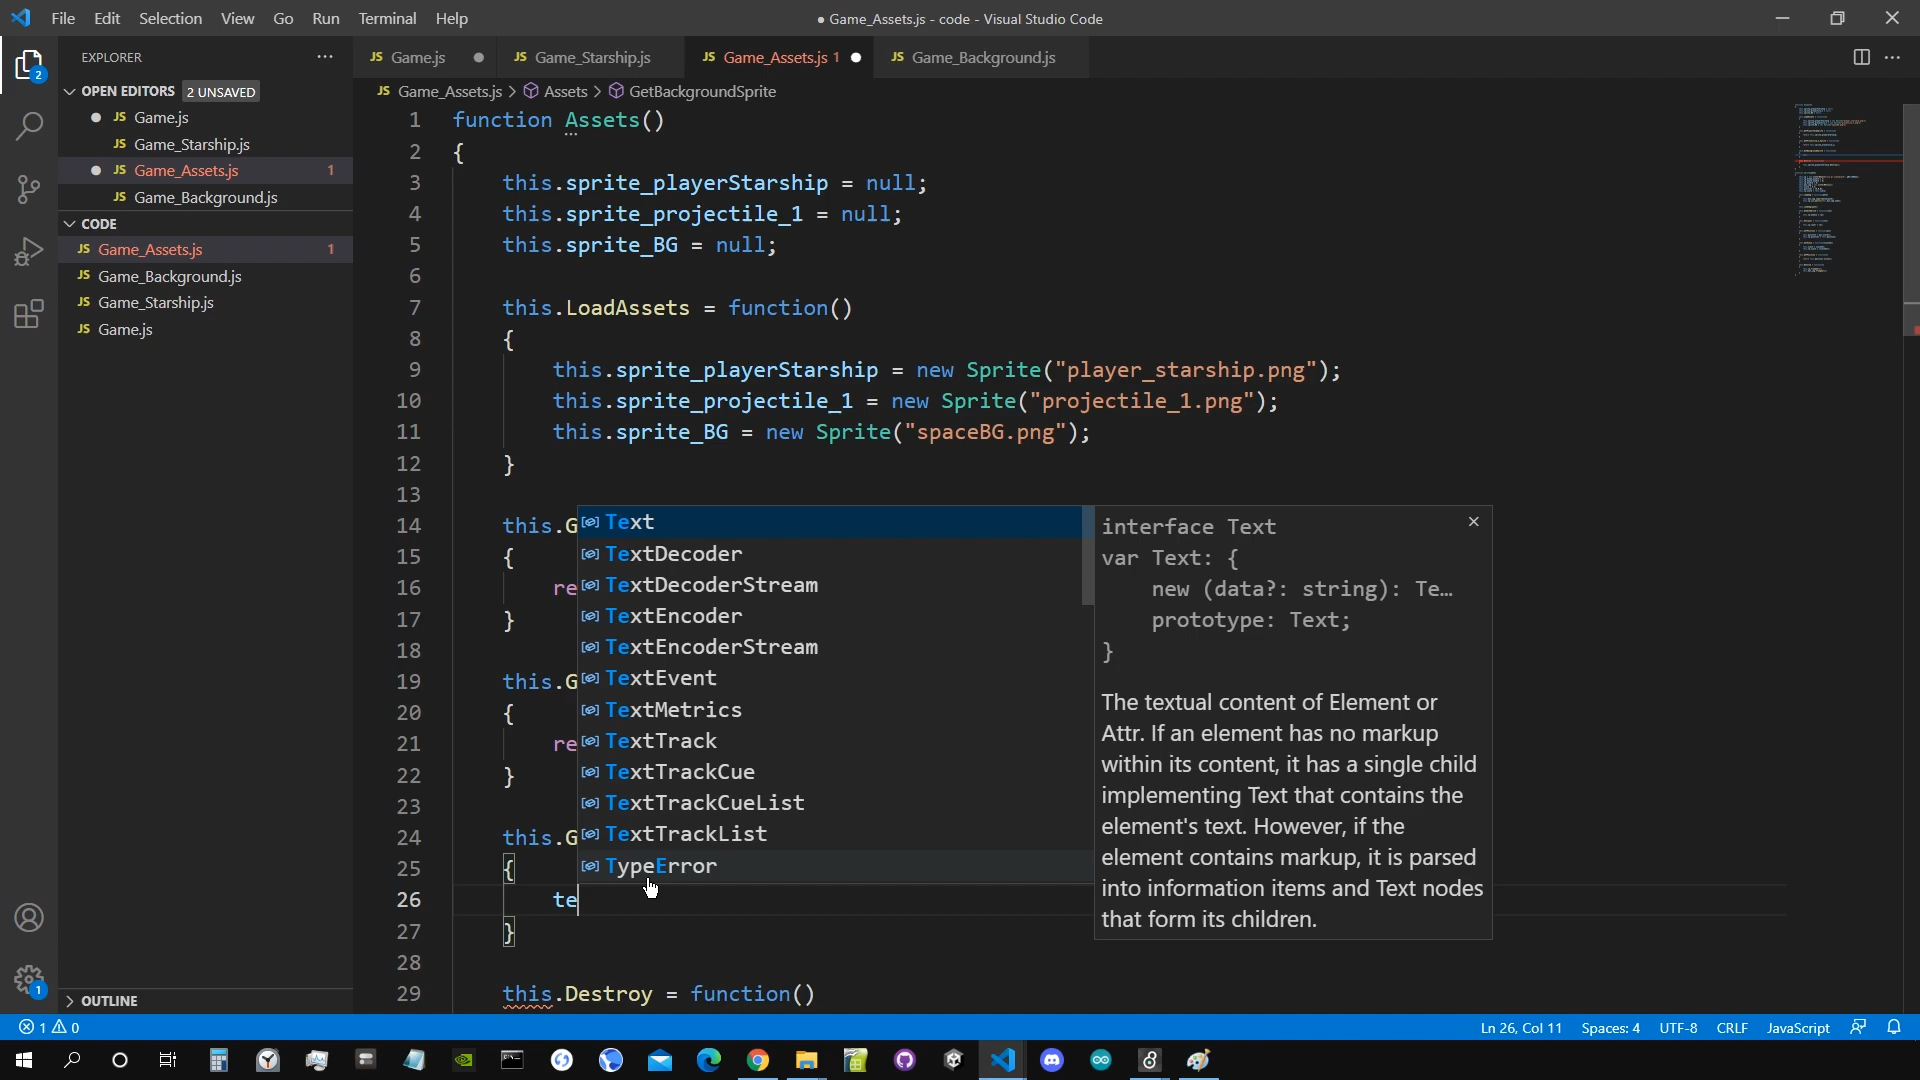 File Edit Selection View Go Run Terminal Help
● Game_Assets.js - code - Visual Studio Code
EXPLORER
OPEN EDITORS 2 UNSAVED
JS Game.js
JS Game_Starship.js
JS Game_Assets.js 1
JS Game_Background.js
CODE
JS Game_Assets.js 1
JS Game_Background.js
JS Game_Starship.js
JS Game.js
OUTLINE
2
1
JS Game.js
JS Game_Starship.js
JS Game_Assets.js 1
JS Game_Background.js
JS Game_Assets.js > Assets > GetBackgroundSprite
1 function Assets()
2 {
3 this.sprite_playerStarship = null;
4 this.sprite_projectile_1 = null;
5 this.sprite_BG = null;
6
7 this.LoadAssets = function()
8 {
9 this.sprite_playerStarship = new Sprite("player_starship.png");
10 this.sprite_projectile_1 = new Sprite("projectile_1.png");
11 this.sprite_BG = new Sprite("spaceBG.png");
12 }
13
14 this.G
15 {
16 re
17 }
18
19 this.G
20 {
21 re
22 }
23
24 this.G
25 {
26 te
27 }
28
29 this.Destroy = function()
Text
TextDecoder
TextDecoderStream
TextEncoder
TextEncoderStream
TextEvent
TextMetrics
TextTrack
TextTrackCue
TextTrackCueList
TextTrackList
TypeError
interface Text
var Text: {
new (data?: string): Te…
prototype: Text;
}
The textual content of Element or
Attr. If an element has no markup
within its content, it has a single child
implementing Text that contains the
element's text. However, if the
element contains markup, it is parsed
into information items and Text nodes
that form its children.
1 0
Ln 26, Col 11 Spaces: 4 UTF-8 CRLF JavaScript